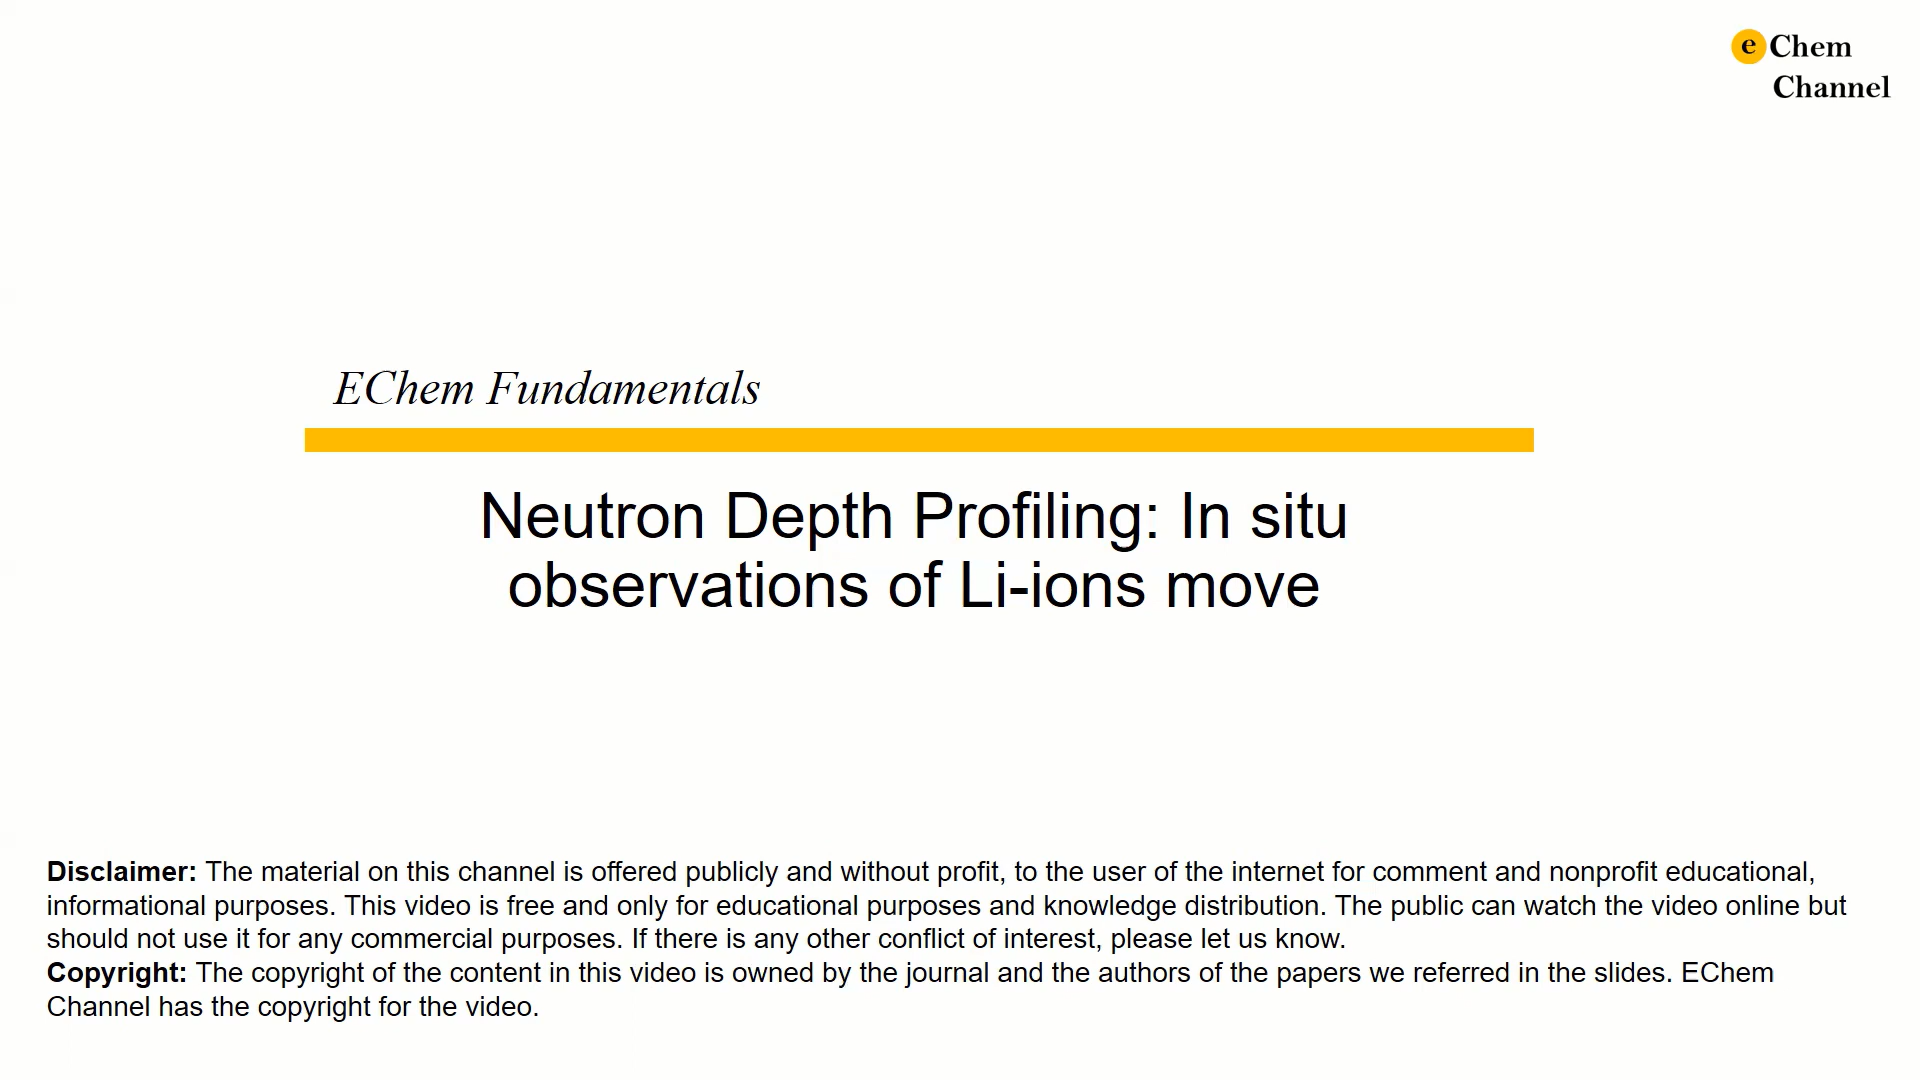 e Chem
Channel
EChem Fundamentals
Neutron Depth Profiling: In situ
observations of Li-ions move
Disclaimer: The material on this channel is offered publicly and without profit, to the user of the internet for comment and nonprofit educational,
informational purposes. This video is free and only for educational purposes and knowledge distribution. The public can watch the video online but
should not use it for any commercial purposes. If there is any other conflict of interest, please let us know.
Copyright: The copyright of the content in this video is owned by the journal and the authors of the papers we referred in the slides. EChem
Channel has the copyright for the video.